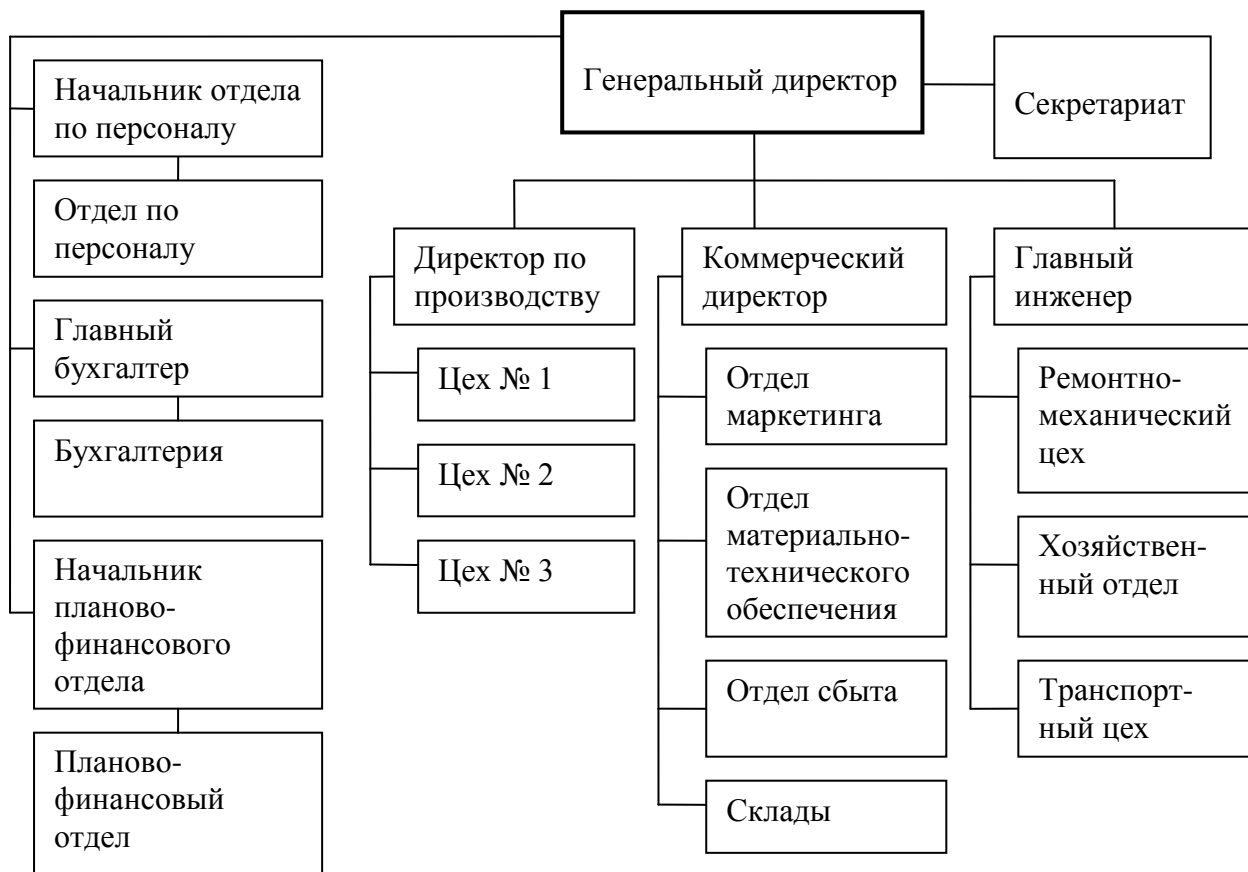 Генеральный директор
Секретариат
Начальник отдела
по персоналу
Отдел по
персоналу
Главный
бухгалтер
Бухгалтерия
Начальник
планово-
финансового
отдела
Планово-
финансовый
отдел
Директор по
производству
Цех № 1
Цех № 2
Цех № 3
Коммерческий
директор
Отдел
маркетинга
Отдел
материально-
технического
обеспечения
Отдел сбыта
Склады
Главный
инженер
Ремонтно-
механический
цех
Хозяйствен-
ный отдел
Транспорт-
ный цех